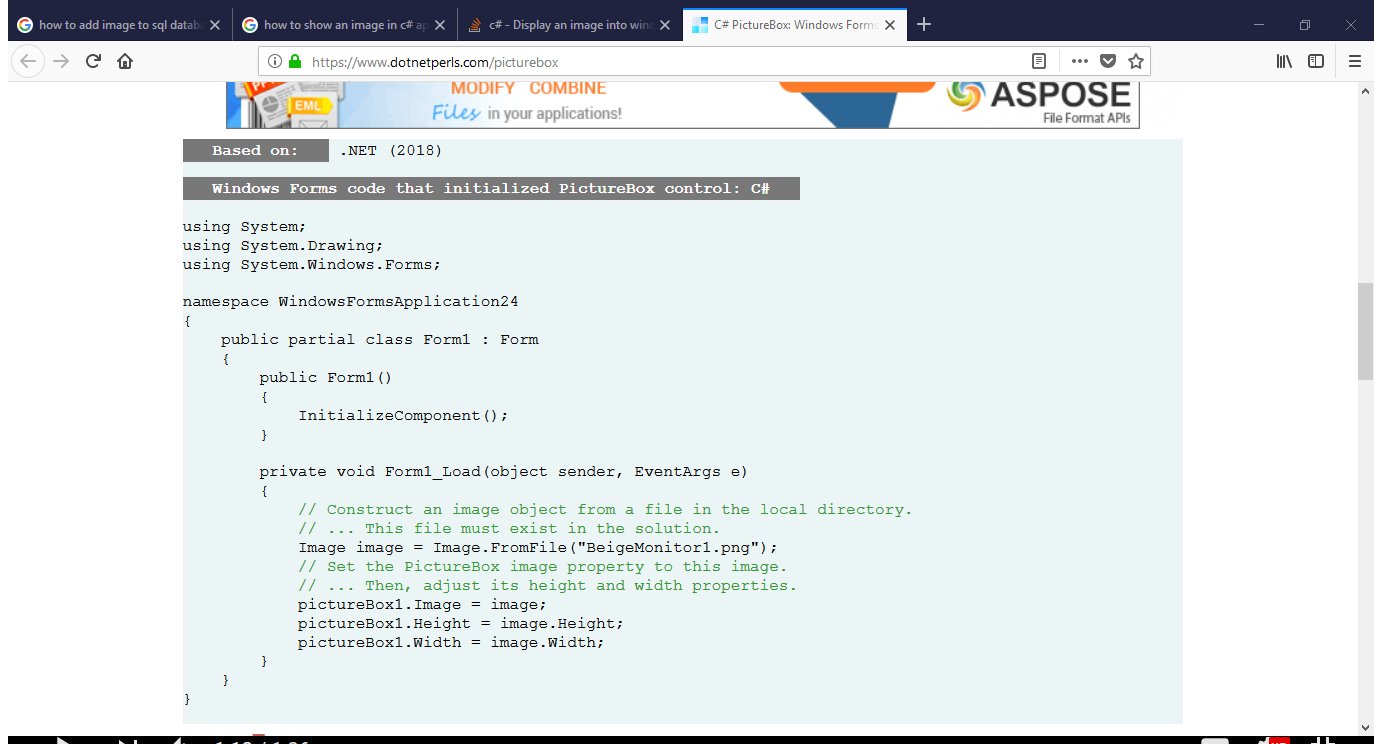 how to add image to sql datab
how to show an image in c# ap
c# - Display an image into win
C# PictureBox: Windows Forms
https://www.dotnetperls.com/picturebox
MODIFY COMBINE
EML
Files in your applications!
ASPOSE
File Format APIs
Based on: .NET (2018)
Windows Forms code that initialized PictureBox control: C#
using System;
using System.Drawing;
using System.Windows.Forms;
namespace WindowsFormsApplication24
{
    public partial class Form1 : Form
    {
        public Form1()
        {
            InitializeComponent();
        }
        private void Form1_Load(object sender, EventArgs e)
        {
            // Construct an image object from a file in the local directory.
            // ... This file must exist in the solution.
            Image image = Image.FromFile("BeigeMonitor1.png");
            // Set the PictureBox image property to this image.
            // ... Then, adjust its height and width properties.
            pictureBox1.Image = image;
            pictureBox1.Height = image.Height;
            pictureBox1.Width = image.Width;
        }
    }
}